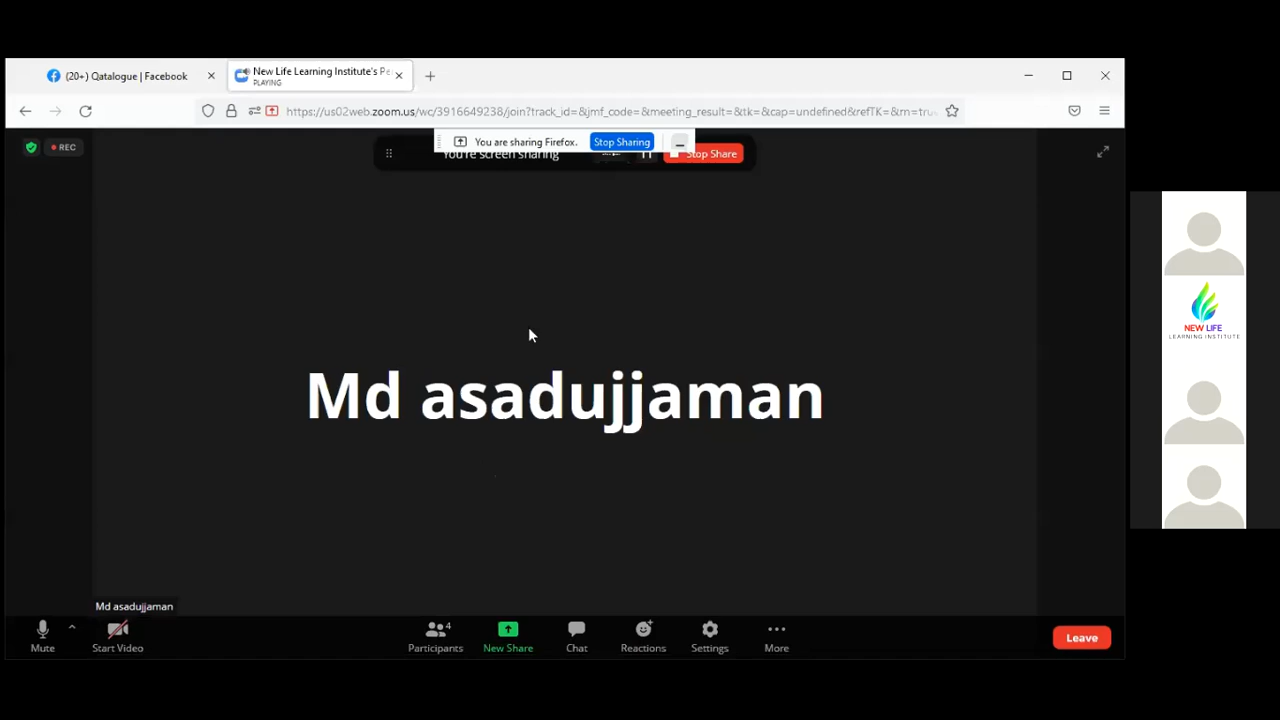 (20+) Qatalogue | Facebook
New Life Learning Institute's Pe
PLAYING
https://us02web.zoom.us/wc/3916649238/join?track_id=&jmf_code=&meeting_result=&tk=&cap=undefined&refTK=&rn=tru
You are sharing Firefox.
Stop Sharing
REC
You're screen sharing
Stop Share
NEW LIFE
LEARNING INSTITUTE
Md asadujjaman
Md asadujjaman
Mute
Start Video
4
Participants
New Share
Chat
Reactions
Settings
More
Leave